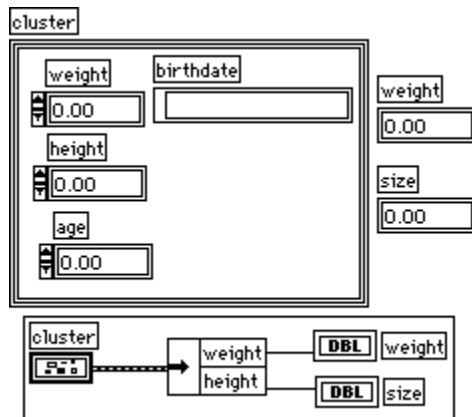 cluster
weight
birthdate
0.00
height
0.00
age
0.00
weight
0.00
size
0.00
cluster
weight
height
DBL weight
DBL size